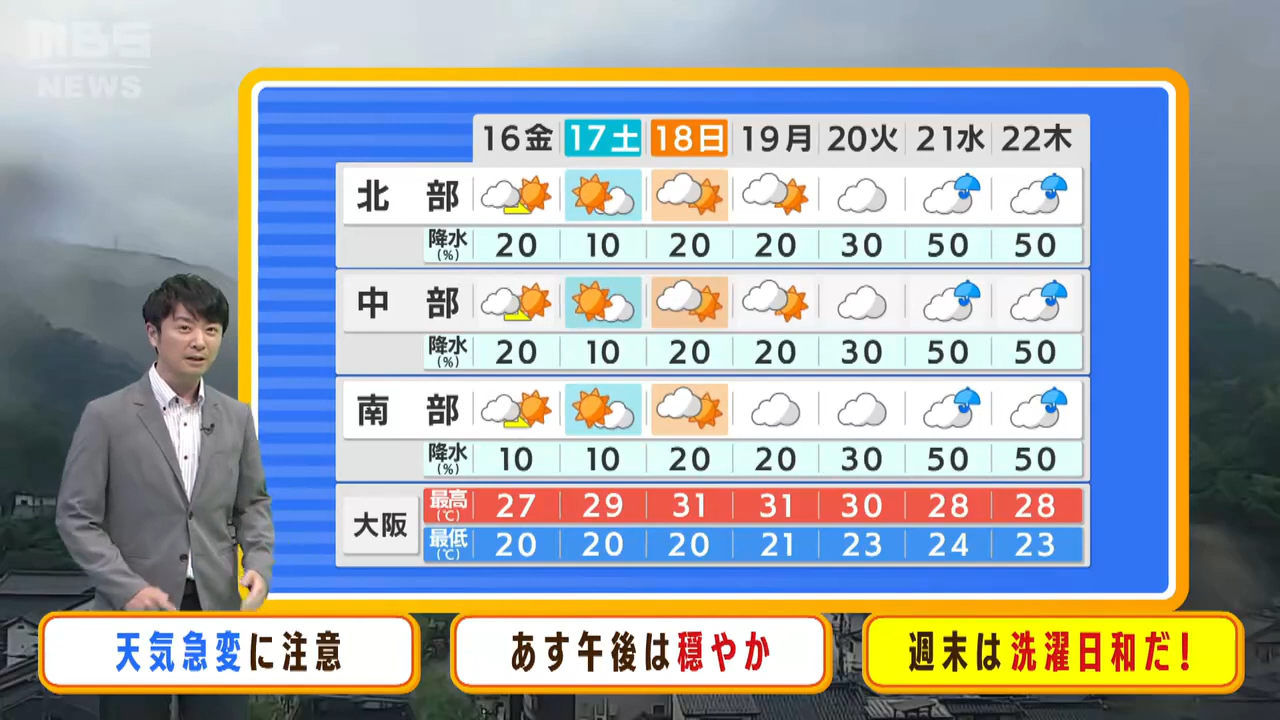 MBS
NEWS
16金 17土 18日 19月 20火 21水 22木
北部
降水(%) 20 10 20 20 30 50 50
中部
降水(%) 20 10 20 20 30 50 50
南部
降水(%) 10 10 20 20 30 50 50
大阪
最高(℃) 27 29 31 31 30 28 28
最低(℃) 20 20 20 21 23 24 23
天気急変に注意
あす午後は穏やか
週末は洗濯日和だ!